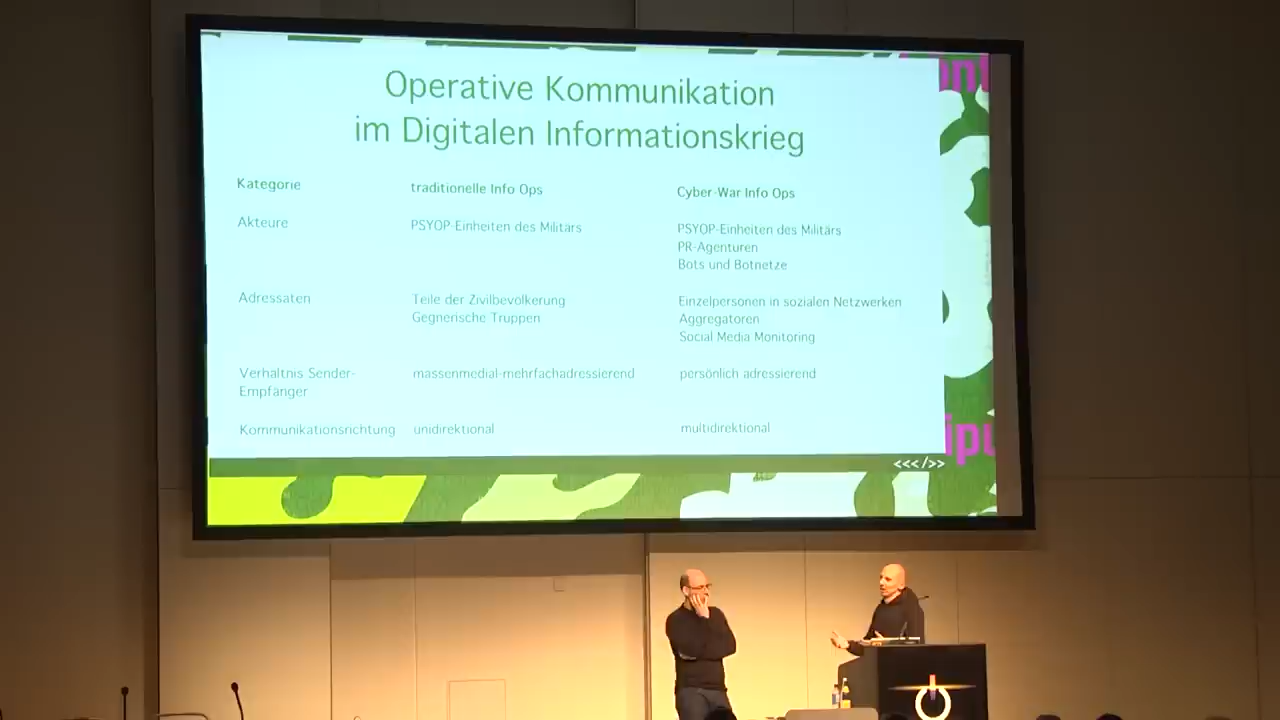 Operative Kommunikation
im Digitalen Informationskrieg
Kategorie traditionelle Info Ops Cyber-War Info Ops
Akteure PSYOP-Einheiten des Militärs PSYOP-Einheiten des Militärs
PR-Agenturen
Bots und Botnetze
Adressaten Teile der Zivilbevölkerung Einzelpersonen in sozialen Netzwerken
Gegnerische Truppen Aggregatoren
Social Media Monitoring
Verhältnis Sender- massenmedial-mehrfachadressierend persönlich adressierend
Empfänger
Kommunikationsrichtung unidirektional multidirektional
<<</>>